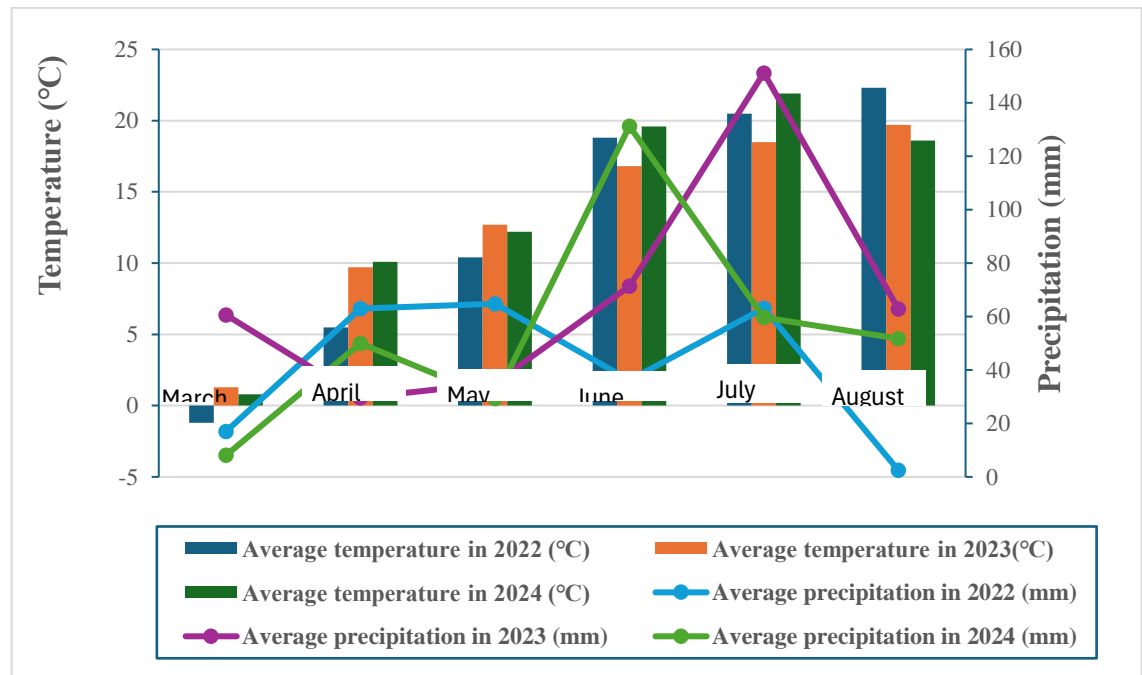 Temperature (°C)
25
20
15
10
5
0
-5
March
April
May
June
July
August
160
140
120
100
80
60
40
20
0
Precipitation (mm)
Average temperature in 2022 (°C)
Average temperature in 2023(°C)
Average temperature in 2024 (°C)
Average precipitation in 2022 (mm)
Average precipitation in 2023 (mm)
Average precipitation in 2024 (mm)